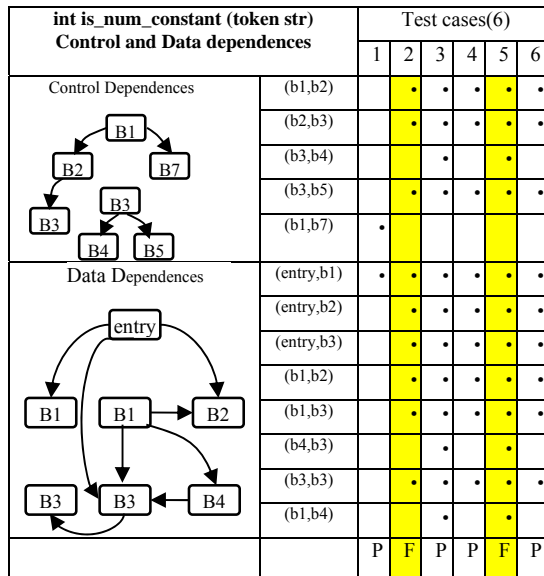 int is_num_constant (token str)
Control and Data dependences
Test cases(6)
1 2 3 4 5 6
Control Dependences
B1
B2 B7
B3 B3
B4 B5
(b1,b2) • • • • •
(b2,b3) • • • • •
(b3,b4) • •
(b3,b5) • • • • •
(b1,b7) •
Data Dependences
entry
B1 B1 B2
B3 B3 B4
(entry,b1) • • • • • •
(entry,b2) • • • • •
(entry,b3) • • • • •
(b1,b2) • • • • •
(b1,b3) • • • • •
(b4,b3) • •
(b3,b3) • • • • •
(b1,b4) • •
P F P P F P